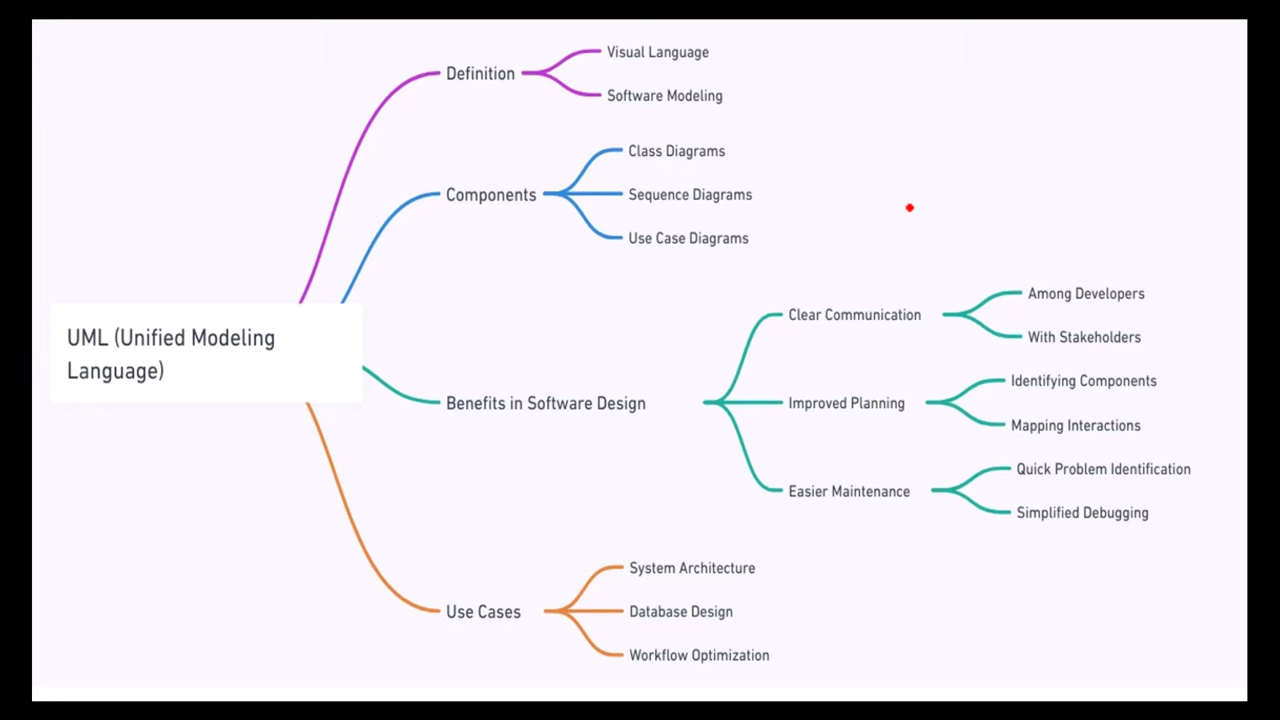 Visual Language
Definition
Software Modeling
Class Diagrams
Components
Sequence Diagrams
Use Case Diagrams
UML (Unified Modeling
Language)
Benefits in Software Design
Clear Communication
Among Developers
With Stakeholders
Improved Planning
Identifying Components
Mapping Interactions
Easier Maintenance
Quick Problem Identification
Simplified Debugging
Use Cases
System Architecture
Database Design
Workflow Optimization